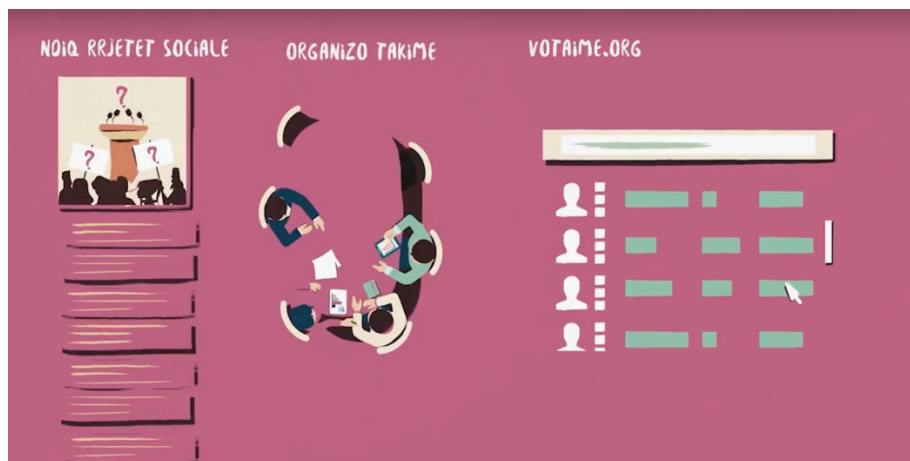 NDIQ RRJETET SOCIALE
ORGANIZO TAKIME
VOTAIME.ORG
?
?
?